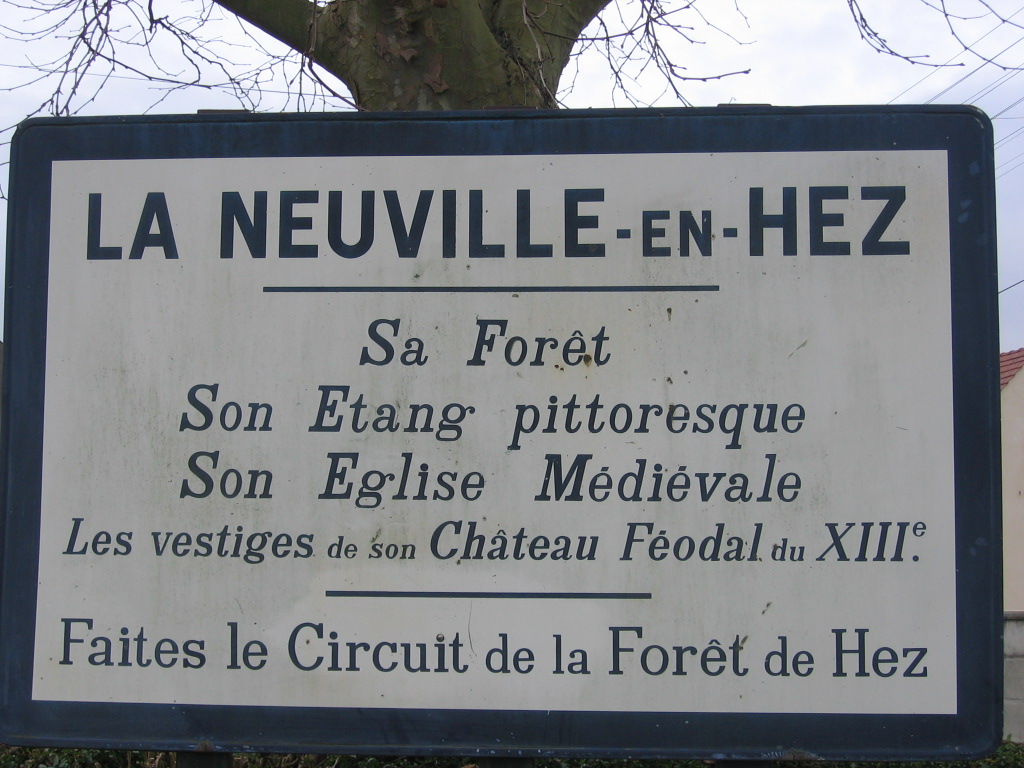 LA NEUVILLE-EN-HEZ
Sa Forêt
Son Etang pittoresque
Son Eglise Médiévale
Les vestiges de son Château Féodal du XIIIe.
Faites le Circuit de la Forêt de Hez